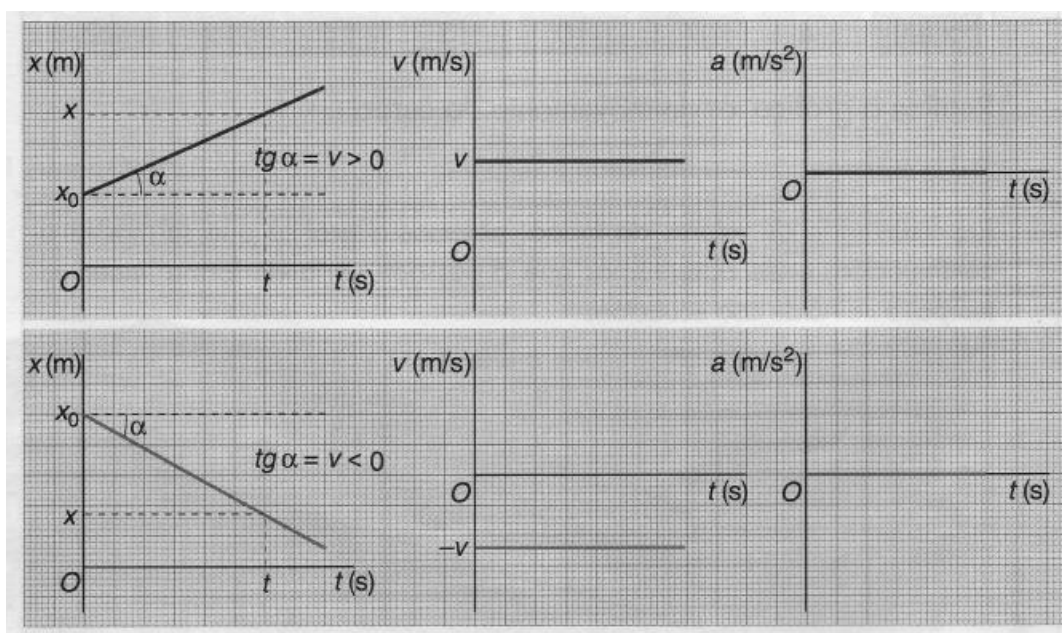 x (m)
x
x₀
α
tg α = v > 0
O
t
t (s)
v (m/s)
v
O
t (s)
a (m/s²)
O
t (s)
x (m)
x₀
α
tg α = v < 0
x
O
t
t (s)
v (m/s)
O
t (s)
–v
a (m/s²)
O
t (s)